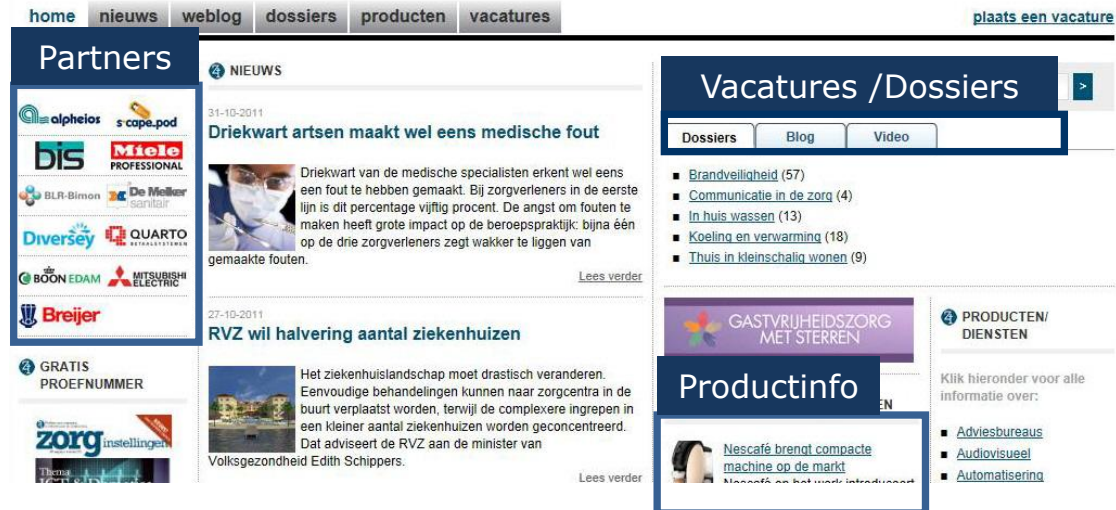 home nieuws weblog dossiers producten vacatures
plaats een vacature
Partners
alpheios s-cape.pod
bis Miele PROFESSIONAL
BLR-Bimon De Melker sanitair
Diversey QUARTO
BOON EDAM MITSUBISHI ELECTRIC
Breijer
GRATIS
PROEFNUMMER
zorg instellingen
Thema
NIEUWS
31-10-2011
Driekwart artsen maakt wel eens medische fout
Driekwart van de medische specialisten erkent wel eens
een fout te hebben gemaakt. Bij zorgverleners in de eerste
lijn is dit percentage vijftig procent. De angst om fouten te
maken heeft grote impact op de beroepspraktijk: bijna één
op de drie zorgverleners zegt wakker te liggen van
gemaakte fouten.
Lees verder
27-10-2011
RVZ wil halvering aantal ziekenhuizen
Het ziekenhuislandschap moet drastisch veranderen.
Eenvoudige behandelingen kunnen naar zorgcentra in de
buurt verplaatst worden, terwijl de complexere ingrepen in
een kleiner aantal ziekenhuizen worden geconcentreerd.
Dat adviseert de RVZ aan de minister van
Volksgezondheid Edith Schippers.
Lees verder
Vacatures /Dossiers
>
Dossiers Blog Video
Brandveiligheid (57)
Communicatie in de zorg (4)
In huis wassen (13)
Koeling en verwarming (18)
Thuis in kleinschalig wonen (9)
GASTVRIJHEIDSZORG
MET STERREN
Productinfo
EN
Nescafé brengt compacte
machine op de markt
Nescafé op het werk introduceert
PRODUCTEN/
DIENSTEN
Klik hieronder voor alle
informatie over:
Adviesbureaus
Audiovisueel
Automatisering